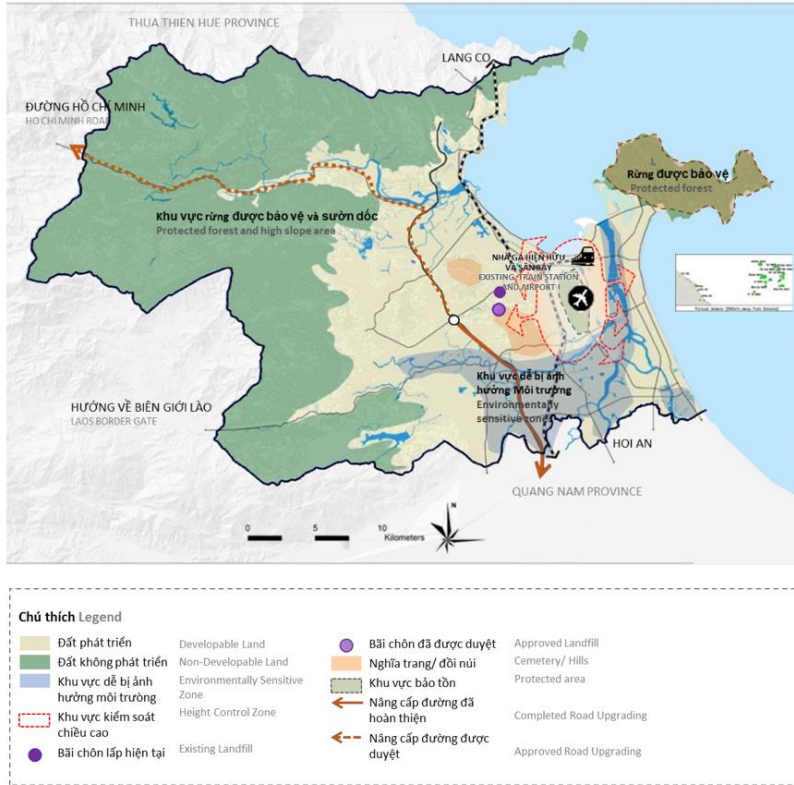 THUA THIEN HUE PROVINCE
LANG CO
ĐƯỜNG HỒ CHÍ MINH
HO CHI MINH ROAD
Rừng được bảo vệ
Protected forest
Khu vực rừng được bảo vệ và sườn dốc
Protected forest and high slope area
NHÀ GA HIỆN HỮU
VÀ SÂN BAY
EXISTING TRAIN STATION
AND AIRPORT
Khu vực dễ bị ảnh
hưởng Môi trường
Environmentally
sensitive zones
HƯỚNG VỀ BIÊN GIỚI LÀO
LAOS BORDER GATE
HOI AN
QUANG NAM PROVINCE
0 5 10
Kilometers
N
Chú thích Legend
Đất phát triển Developable Land
Đất không phát triển Non-Developable Land
Khu vực dễ bị ảnh Environmentally Sensitive
hưởng môi trường Zone
Khu vực kiểm soát Height Control Zone
chiều cao
Bãi chôn lấp hiện tại Existing Landfill
Bãi chôn đã được duyệt Approved Landfill
Nghĩa trang/ đồi núi Cemetery/ Hills
Khu vực bảo tồn Protected area
Nâng cấp đường đã
hoàn thiện Completed Road Upgrading
Nâng cấp đường được
duyệt Approved Road Upgrading